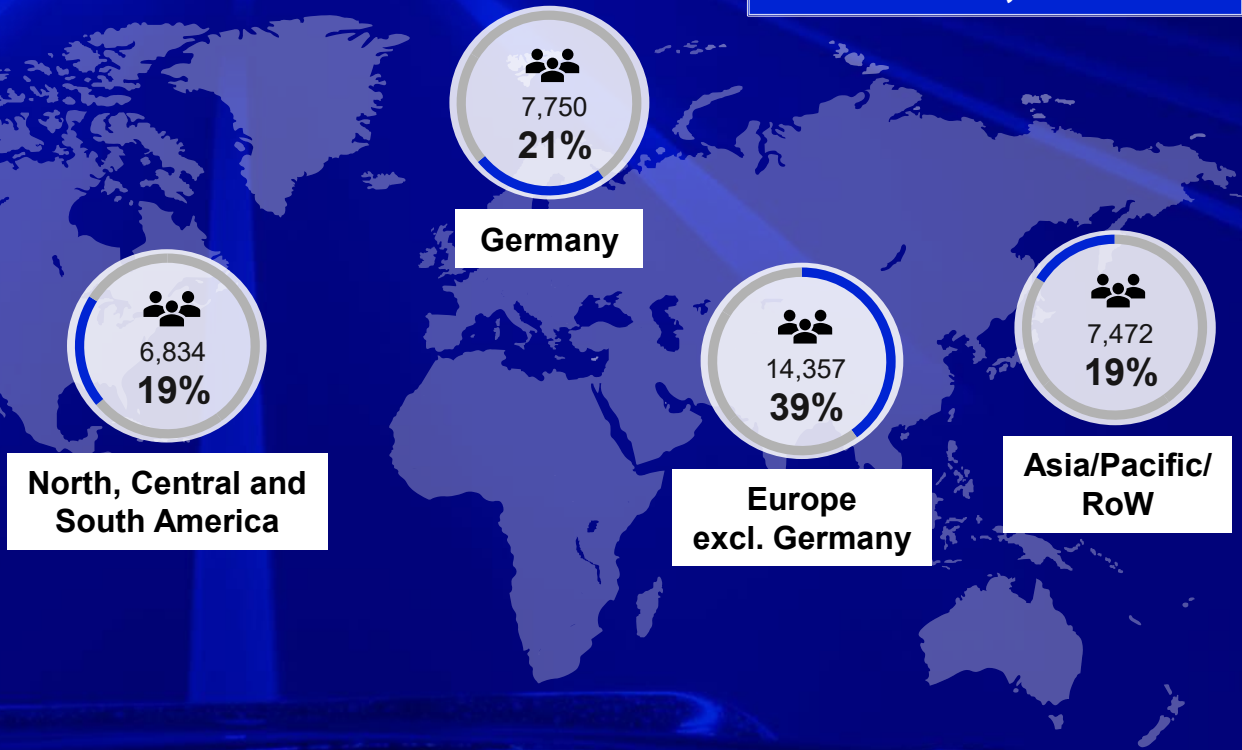 7,750
21%
Germany
6,834
19%
North, Central and
South America
14,357
39%
Europe
excl. Germany
7,472
19%
Asia/Pacific/
RoW